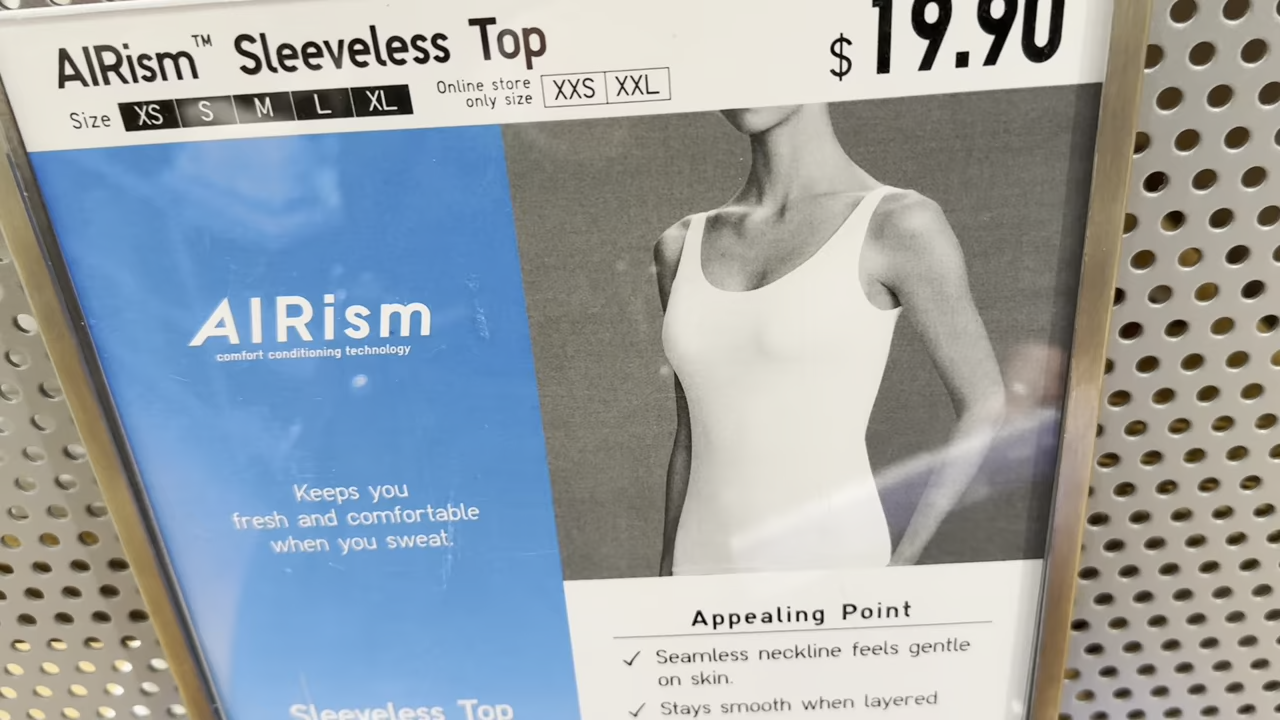 AIRism™ Sleeveless Top
$19.90
Size XS S M L XL
Online store
only size
XXS XXL
AIRism
comfort conditioning technology
Keeps you
fresh and comfortable
when you sweat.
Sleeveless Top
Appealing Point
✓ Seamless neckline feels gentle
on skin.
✓ Stays smooth when layered